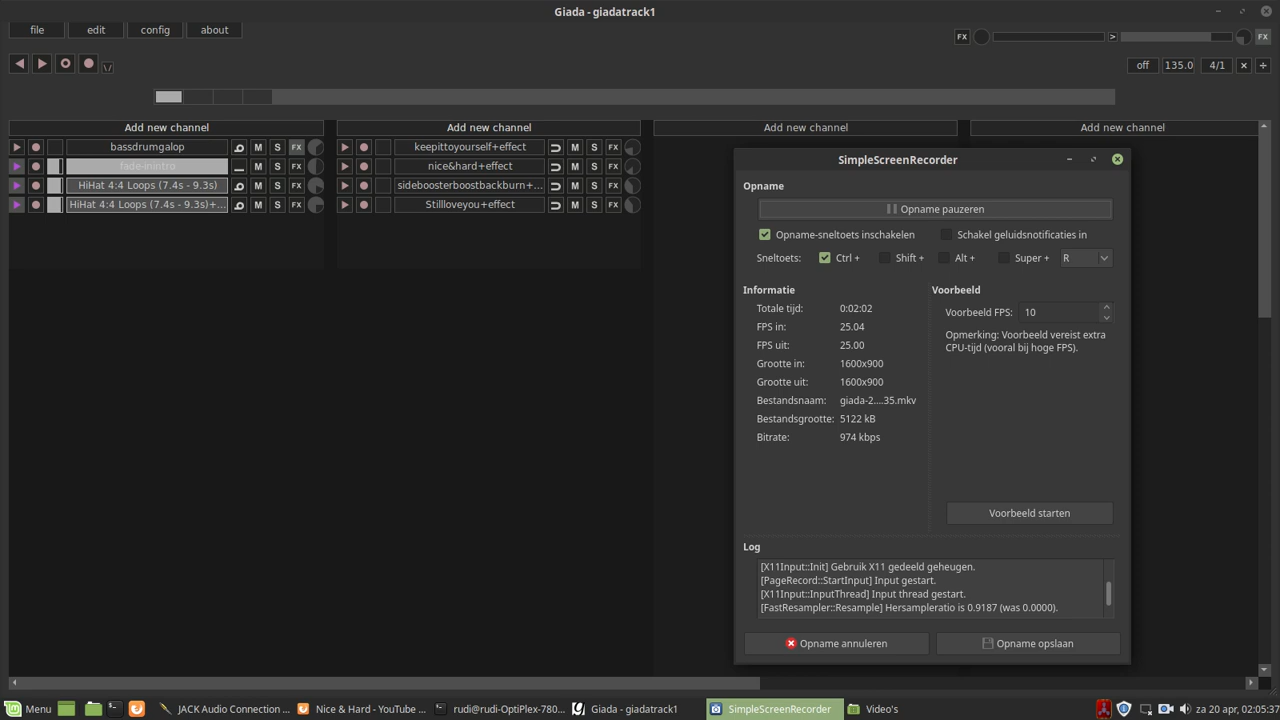 Giada - giadatrack1
file edit config about
FX > FX
off 135.0 4/1 × ÷
Add new channel Add new channel Add new channel Add new channel
bassdrumgalop M S FX keepittoyourself+effect M S FX
fade-inintro M S FX nice&hard+effect M S FX
HiHat 4:4 Loops (7.4s - 9.3s) M S FX sideboosterboostbackburn+... M S FX
HiHat 4:4 Loops (7.4s - 9.3s)+... M S FX Stillloveyou+effect M S FX
SimpleScreenRecorder
Opname
Opname pauzeren
Opname-sneltoets inschakelen Schakel geluidsnotificaties in
Sneltoets: Ctrl + Shift + Alt + Super + R
Informatie
Totale tijd: 0:02:02
FPS in: 25.04
FPS uit: 25.00
Grootte in: 1600x900
Grootte uit: 1600x900
Bestandsnaam: giada-2....35.mkv
Bestandsgrootte: 5122 kB
Bitrate: 974 kbps
Voorbeeld
Voorbeeld FPS: 10
Opmerking: Voorbeeld vereist extra
CPU-tijd (vooral bij hoge FPS).
Voorbeeld starten
Log
[X11Input::Init] Gebruik X11 gedeeld geheugen.
[PageRecord::StartInput] Input gestart.
[X11Input::InputThread] Input thread gestart.
[FastResampler::Resample] Hersampleratio is 0.9187 (was 0.0000).
Opname annuleren Opname opslaan
Menu JACK Audio Connection ... Nice & Hard - YouTube ... rudi@rudi-OptiPlex-780... Giada - giadatrack1 SimpleScreenRecorder Video's za 20 apr, 02:05:37